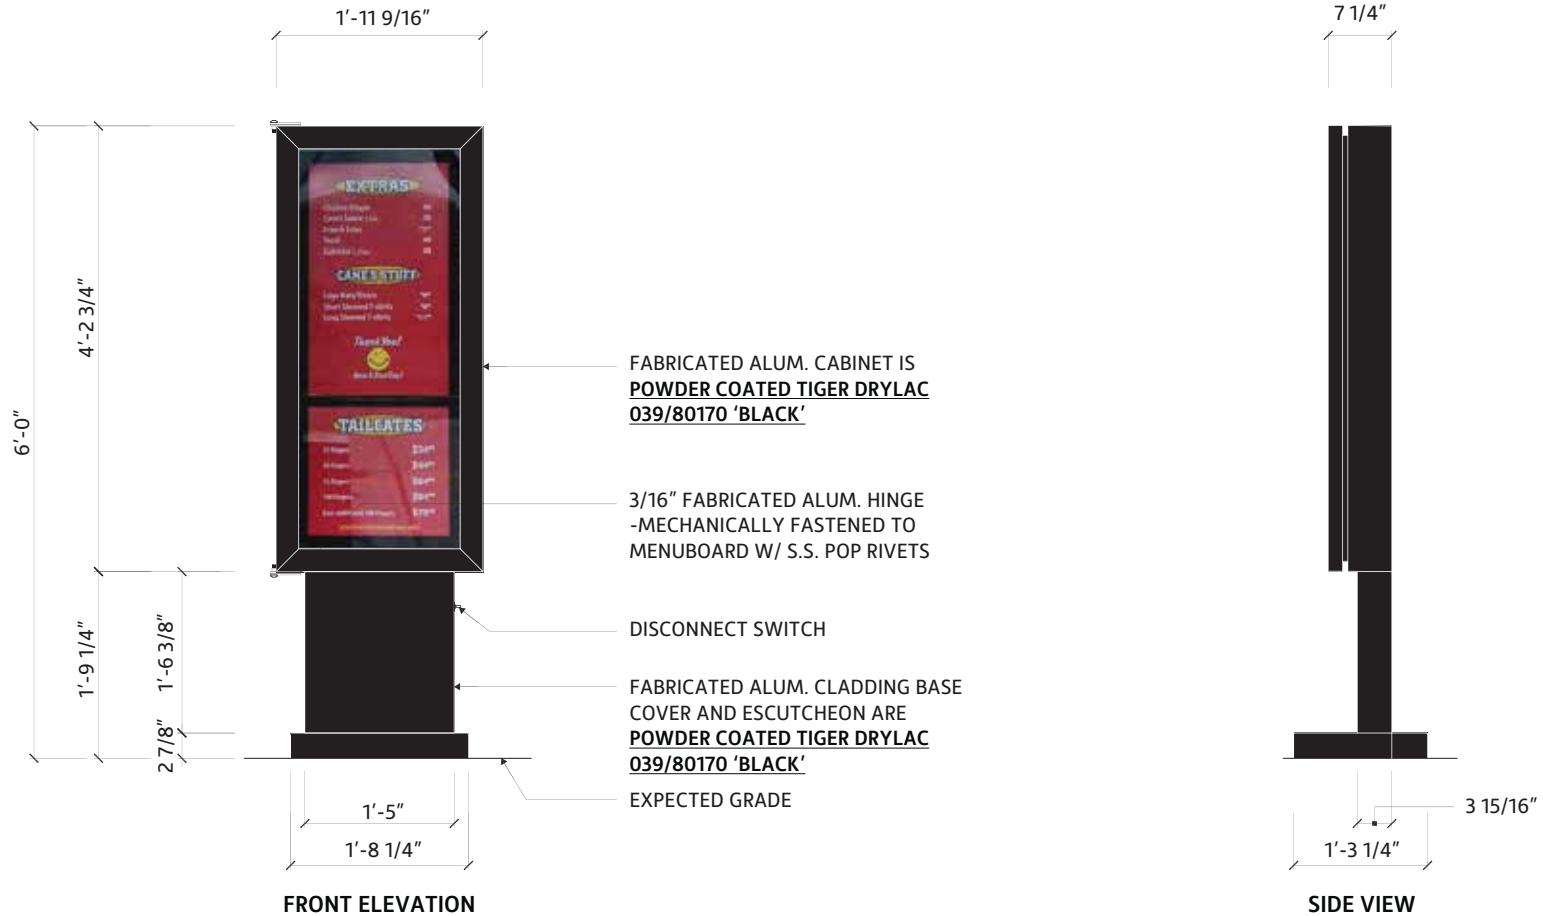 1'-11 9/16"
7 1/4"
6'-0"
4'-2 3/4"
1'-9 1/4"
1'-6 3/8"
2 7/8"
EXTRAS
CANE'S STUFF
Thank You!
TAILGATES
FABRICATED ALUM. CABINET IS
POWDER COATED TIGER DRYLAC
039/80170 'BLACK'
3/16" FABRICATED ALUM. HINGE
-MECHANICALLY FASTENED TO
MENUBOARD W/ S.S. POP RIVETS
DISCONNECT SWITCH
FABRICATED ALUM. CLADDING BASE
COVER AND ESCUTCHEON ARE
POWDER COATED TIGER DRYLAC
039/80170 'BLACK'
EXPECTED GRADE
1'-5"
1'-8 1/4"
FRONT ELEVATION
3 15/16"
1'-3 1/4"
SIDE VIEW